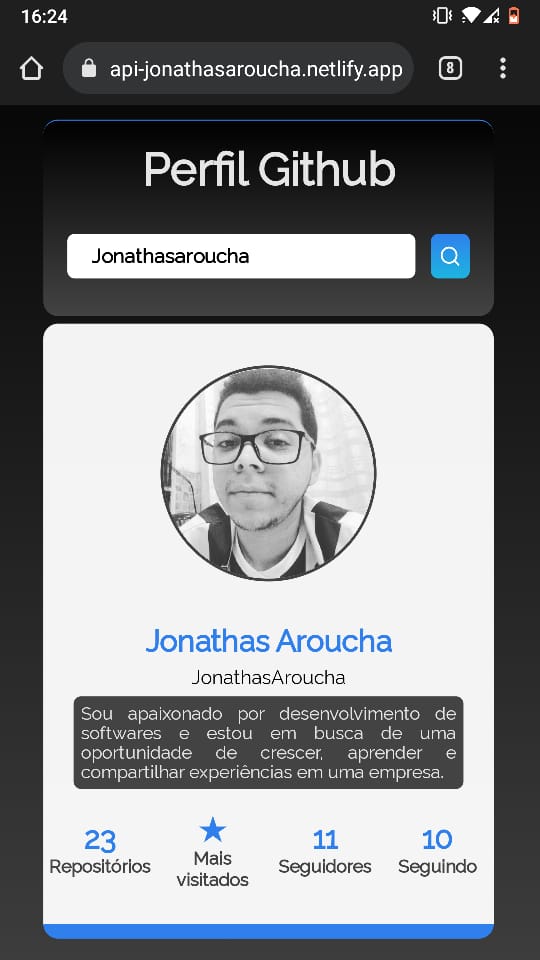 16:24
api-jonathasaroucha.netlify.app
8
Perfil Github
Jonathasaroucha
Jonathas Aroucha
JonathasAroucha
Sou apaixonado por desenvolvimento de
softwares e estou em busca de uma
oportunidade de crescer, aprender e
compartilhar experiências em uma empresa.
23
Repositórios
Mais
visitados
11
Seguidores
10
Seguindo